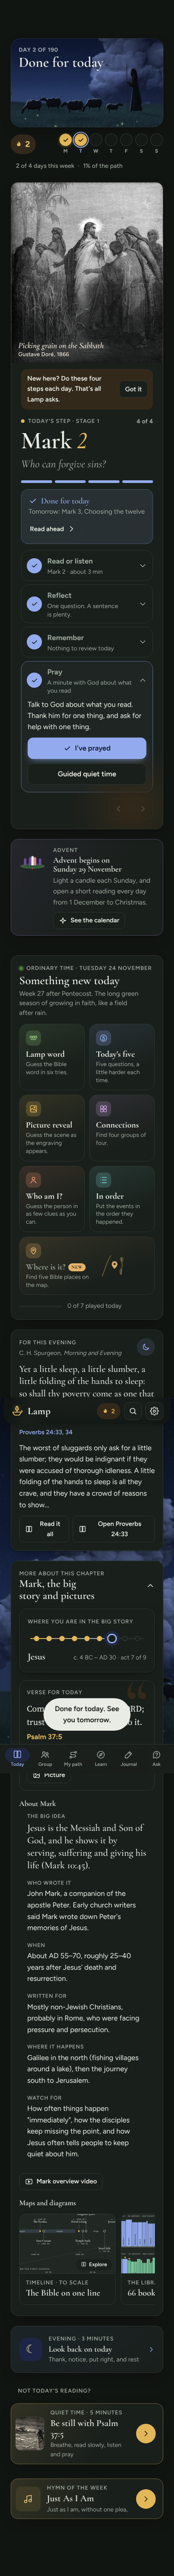 DAY 2 OF 190
Done for today
2
M T W T F S S
2 of 4 days this week · 1% of the path
Picking grain on the Sabbath
Gustave Doré, 1866
New here? Do these four
steps each day. That's all
Lamp asks.
Got it
TODAY'S STEP · STAGE 1
4 of 4
Mark 2
Who can forgive sins?
Done for today
Tomorrow: Mark 3, Choosing the twelve
Read ahead
Read or listen
Mark 2 · about 3 min
Reflect
One question. A sentence
is plenty.
Remember
Nothing to review today
Pray
A minute with God about what
you read
Talk to God about what you read.
Thank him for one thing, and ask for
help with one thing.
I've prayed
Guided quiet time
ADVENT
Advent begins on
Sunday 29 November
Light a candle each Sunday, and
open a short reading every day
from 1 December to Christmas.
See the calendar
ORDINARY TIME · TUESDAY 24 NOVEMBER
Something new today
Week 27 after Pentecost. The long green
season of growing in faith, like a field
after rain.
Lamp word
Guess the Bible
word in six tries.
Today's five
Five questions, a
little harder each
time.
Picture reveal
Guess the scene as
the engraving
appears.
Connections
Find four groups of
four.
Who am I?
Guess the person in
as few clues as you
can.
In order
Put the events in
the order they
happened.
Where is it? NEW
Find five Bible places on
the map.
0 of 7 played today
FOR THIS EVENING
C. H. Spurgeon, Morning and Evening
Yet a little sleep, a little slumber, a
little folding of the hands to sleep;
so shall thy poverty come as one that
Lamp
2
Proverbs 24:33, 34
The worst of sluggards only ask for a little
slumber; they would be indignant if they
were accused of thorough idleness. A little
folding of the hands to sleep is all they
crave, and they have a crowd of reasons
to show...
Read it
all
Open Proverbs
24:33
MORE ABOUT THIS CHAPTER
Mark, the big
story and pictures
WHERE YOU ARE IN THE BIG STORY
Jesus
c. 4 BC – AD 30 · act 7 of 9
VERSE FOR TODAY
Com
RD;
trust
o it.
Psalm 37:5
Done for today. See
you tomorrow.
Today
Group
My path
Learn
Journal
Ask
Picture
About Mark
THE BIG IDEA
Jesus is the Messiah and Son of
God, and he shows it by
serving, suffering and giving his
life (Mark 10:45).
WHO WROTE IT
John Mark, a companion of the
apostle Peter. Early church writers
said Mark wrote down Peter's
memories of Jesus.
WHEN
About AD 55–70, roughly 25–40
years after Jesus' death and
resurrection.
WRITTEN FOR
Mostly non-Jewish Christians,
probably in Rome, who were facing
pressure and persecution.
WHERE IT HAPPENS
Galilee in the north (fishing villages
around a lake), then the journey
south to Jerusalem.
WATCH FOR
How often things happen
"immediately", how the disciples
keep missing the point, and how
Jesus often tells people to keep
quiet about him.
Mark overview video
Maps and diagrams
Explore
TIMELINE · TO SCALE
The Bible on one line
THE LIBR
66 book
EVENING · 3 MINUTES
Look back on today
Thank, notice, put right, and rest
NOT TODAY'S READING?
QUIET TIME · 5 MINUTES
Be still with Psalm
37:5
Breathe, read slowly, listen
and pray
HYMN OF THE WEEK
Just As I Am
Just as I am, without one plea,